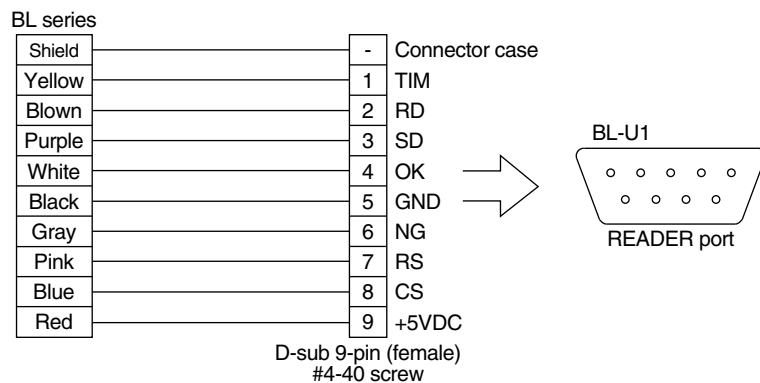 BL series
Shield - Connector case
Yellow 1 TIM
Blown 2 RD
Purple 3 SD
White 4 OK
Black 5 GND
Gray 6 NG
Pink 7 RS
Blue 8 CS
Red 9 +5VDC
D-sub 9-pin (female)
#4-40 screw
BL-U1
READER port